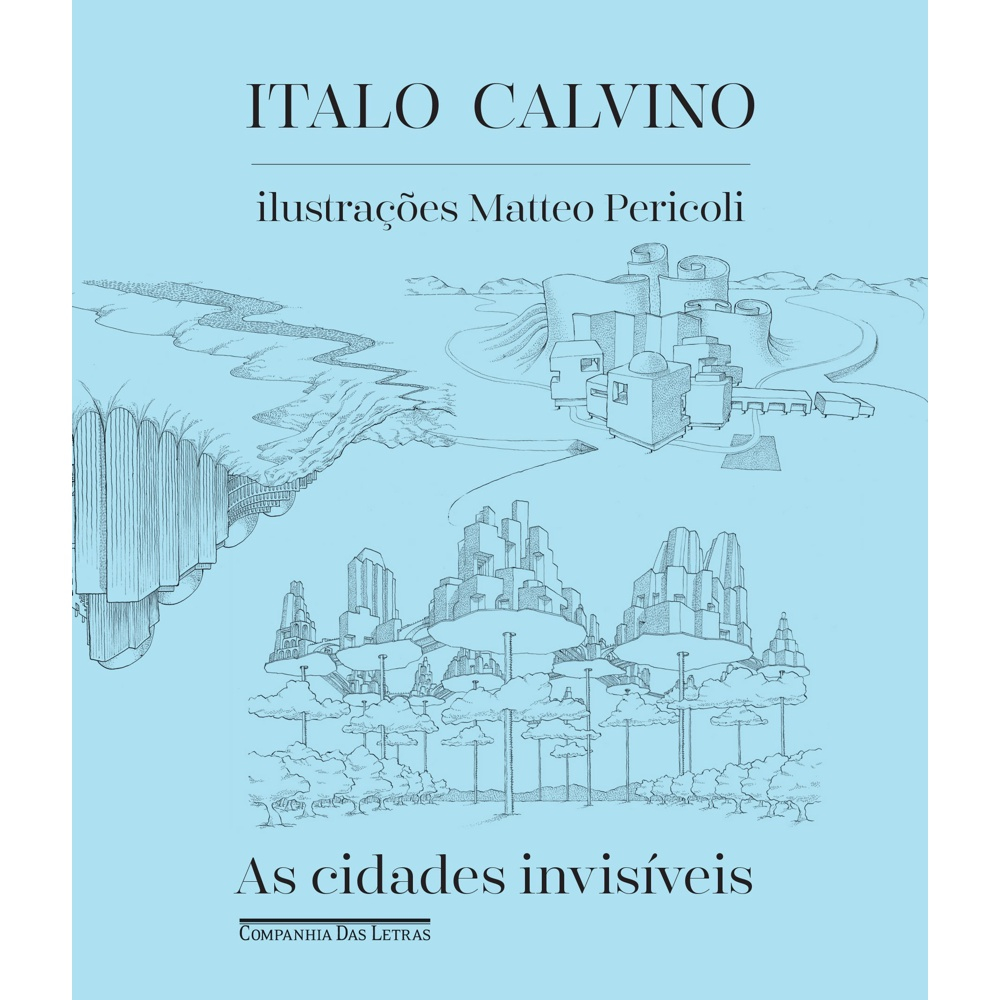 ITALO CALVINO
ilustrações Matteo Pericoli
As cidades invisíveis
COMPANHIA DAS LETRAS